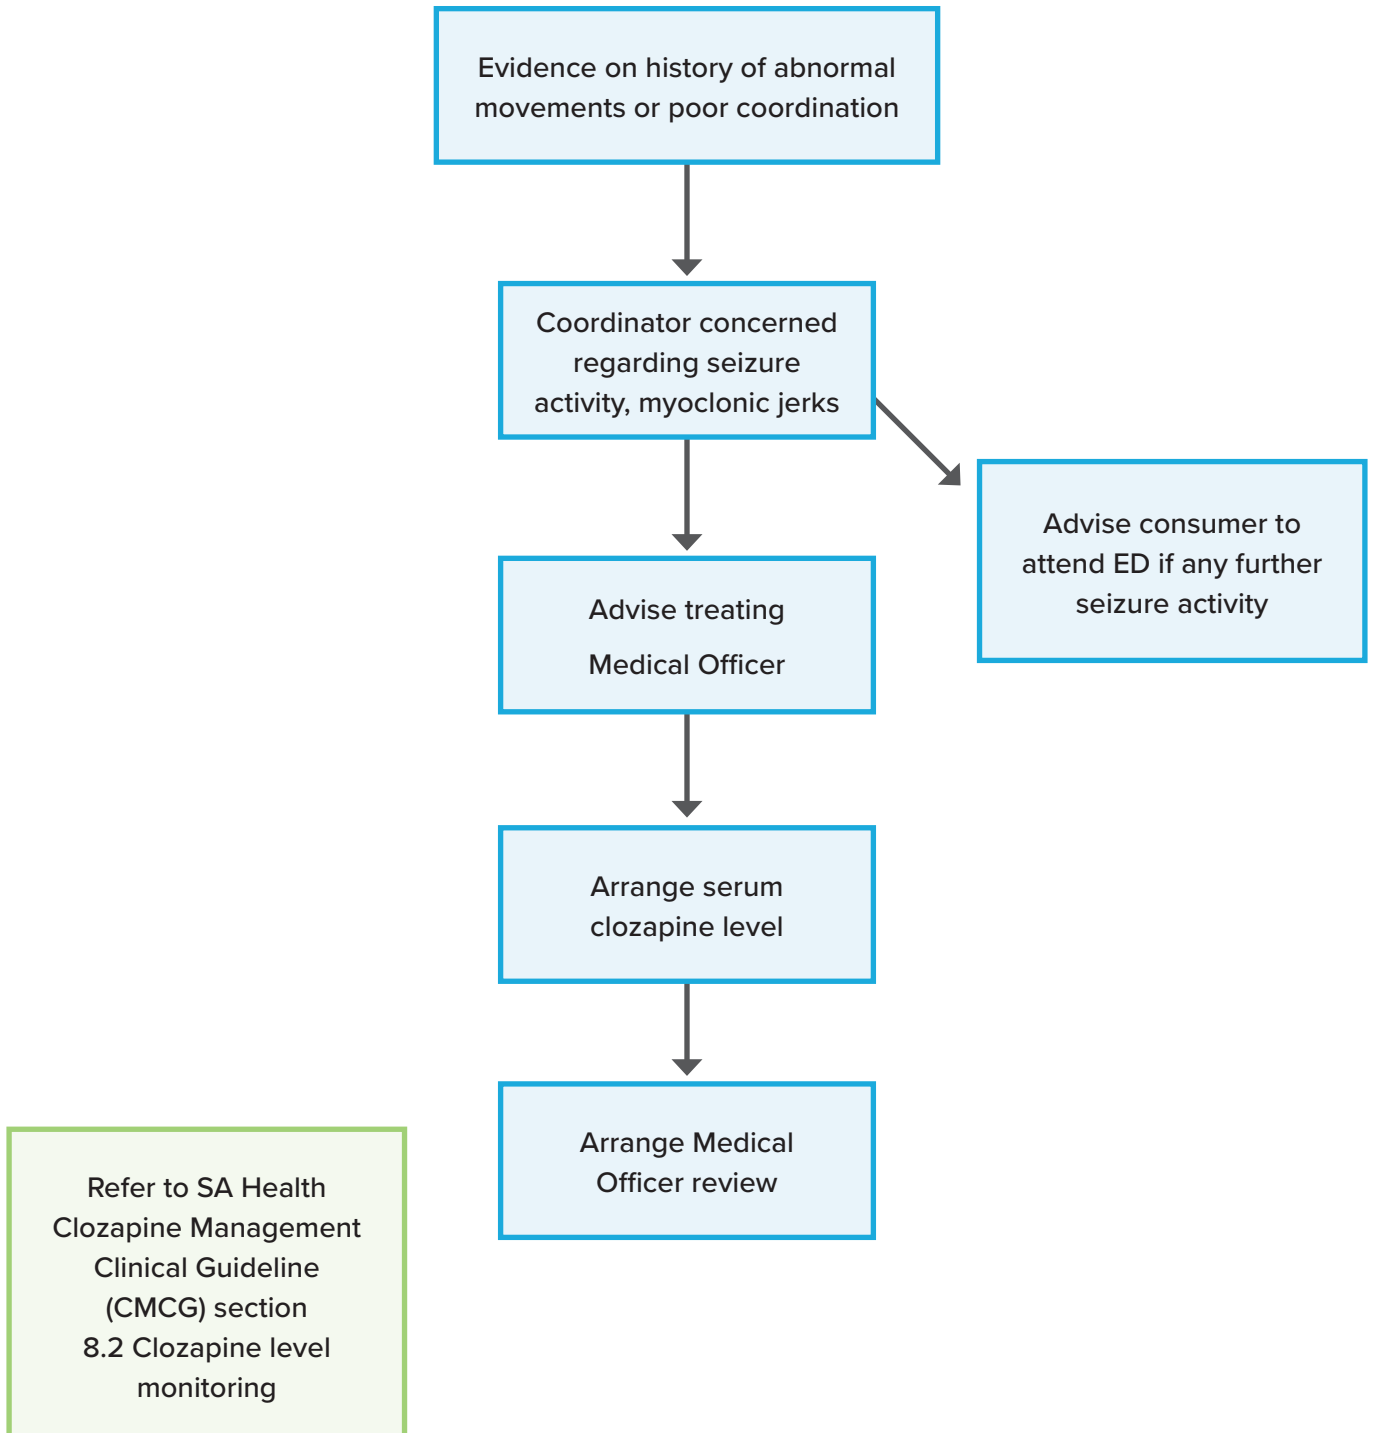 Evidence on history of abnormal
movements or poor coordination
Coordinator concerned
regarding seizure
activity, myoclonic jerks
Advise consumer to
attend ED if any further
seizure activity
Advise treating
Medical Officer
Arrange serum
clozapine level
Arrange Medical
Officer review
Refer to SA Health
Clozapine Management
Clinical Guideline
(CMCG) section
8.2 Clozapine level
monitoring